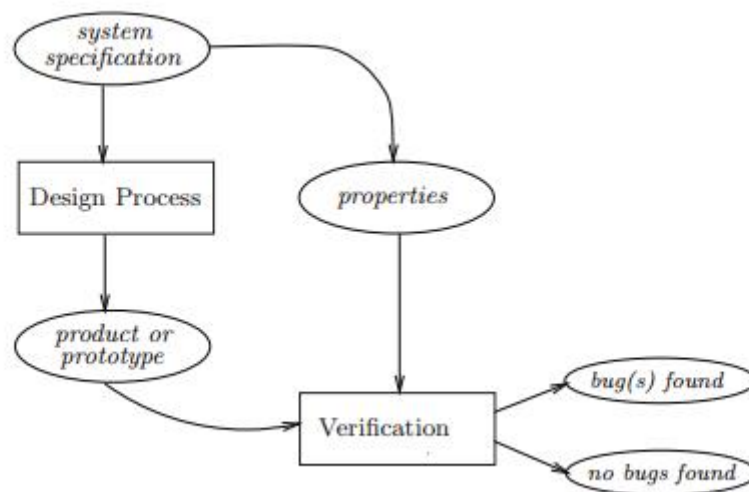 system
specification
Design Process
properties
product or
prototype
bug(s) found
Verification
no bugs found